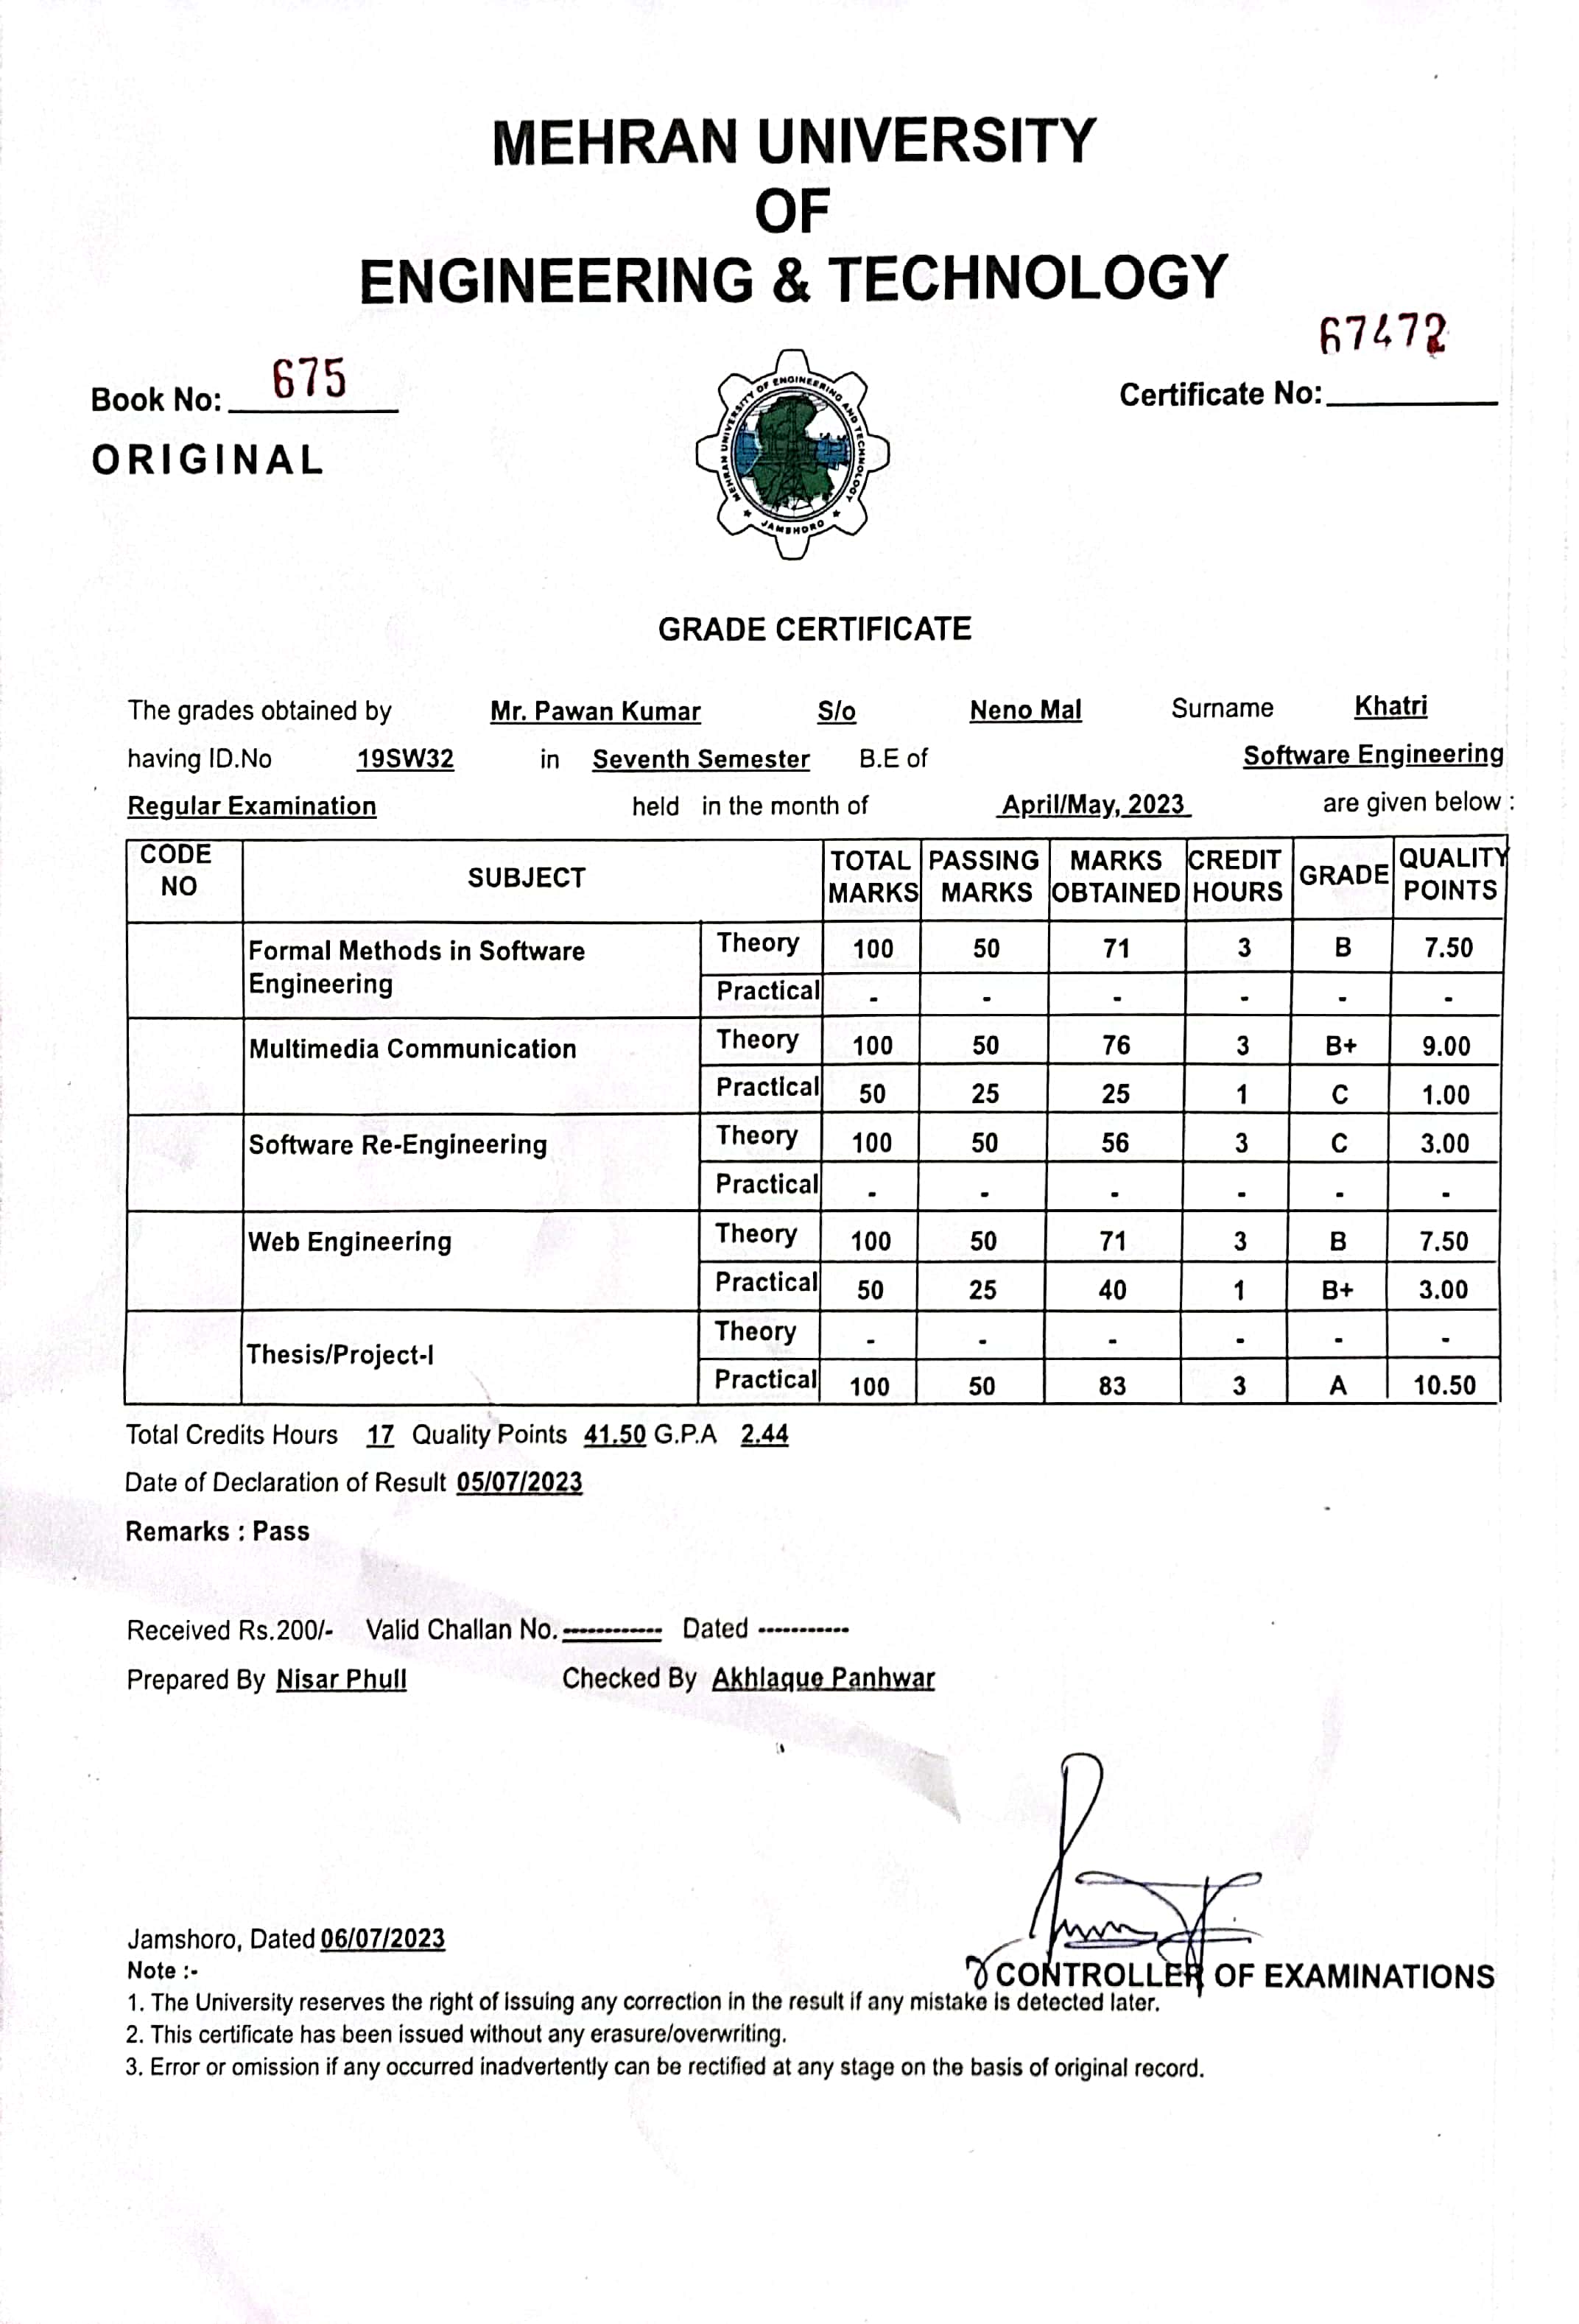 MEHRAN UNIVERSITY
OF
ENGINEERING & TECHNOLOGY
67472
Book No: 675
Certificate No:
ORIGINAL
MEHRAN UNIVERSITY OF ENGINEERING AND TECHNOLOGY
JAMSHORO
GRADE CERTIFICATE
The grades obtained by Mr. Pawan Kumar S/o Neno Mal Surname Khatri
having ID.No 19SW32 in Seventh Semester B.E of Software Engineering
Regular Examination held in the month of April/May, 2023 are given below :
CODE NO SUBJECT TOTAL MARKS PASSING MARKS MARKS OBTAINED CREDIT HOURS GRADE QUALITY POINTS
Formal Methods in Software Engineering Theory 100 50 71 3 B 7.50
Practical - - - - - -
Multimedia Communication Theory 100 50 76 3 B+ 9.00
Practical 50 25 25 1 C 1.00
Software Re-Engineering Theory 100 50 56 3 C 3.00
Practical - - - - - -
Web Engineering Theory 100 50 71 3 B 7.50
Practical 50 25 40 1 B+ 3.00
Thesis/Project-I Theory - - - - - -
Practical 100 50 83 3 A 10.50
Total Credits Hours 17 Quality Points 41.50 G.P.A 2.44
Date of Declaration of Result 05/07/2023
Remarks : Pass
Received Rs.200/- Valid Challan No. ------------ Dated -----------
Prepared By Nisar Phull Checked By Akhlaque Panhwar
Jamshoro, Dated 06/07/2023
CONTROLLER OF EXAMINATIONS
Note :-
1. The University reserves the right of issuing any correction in the result if any mistake is detected later.
2. This certificate has been issued without any erasure/overwriting.
3. Error or omission if any occurred inadvertently can be rectified at any stage on the basis of original record.